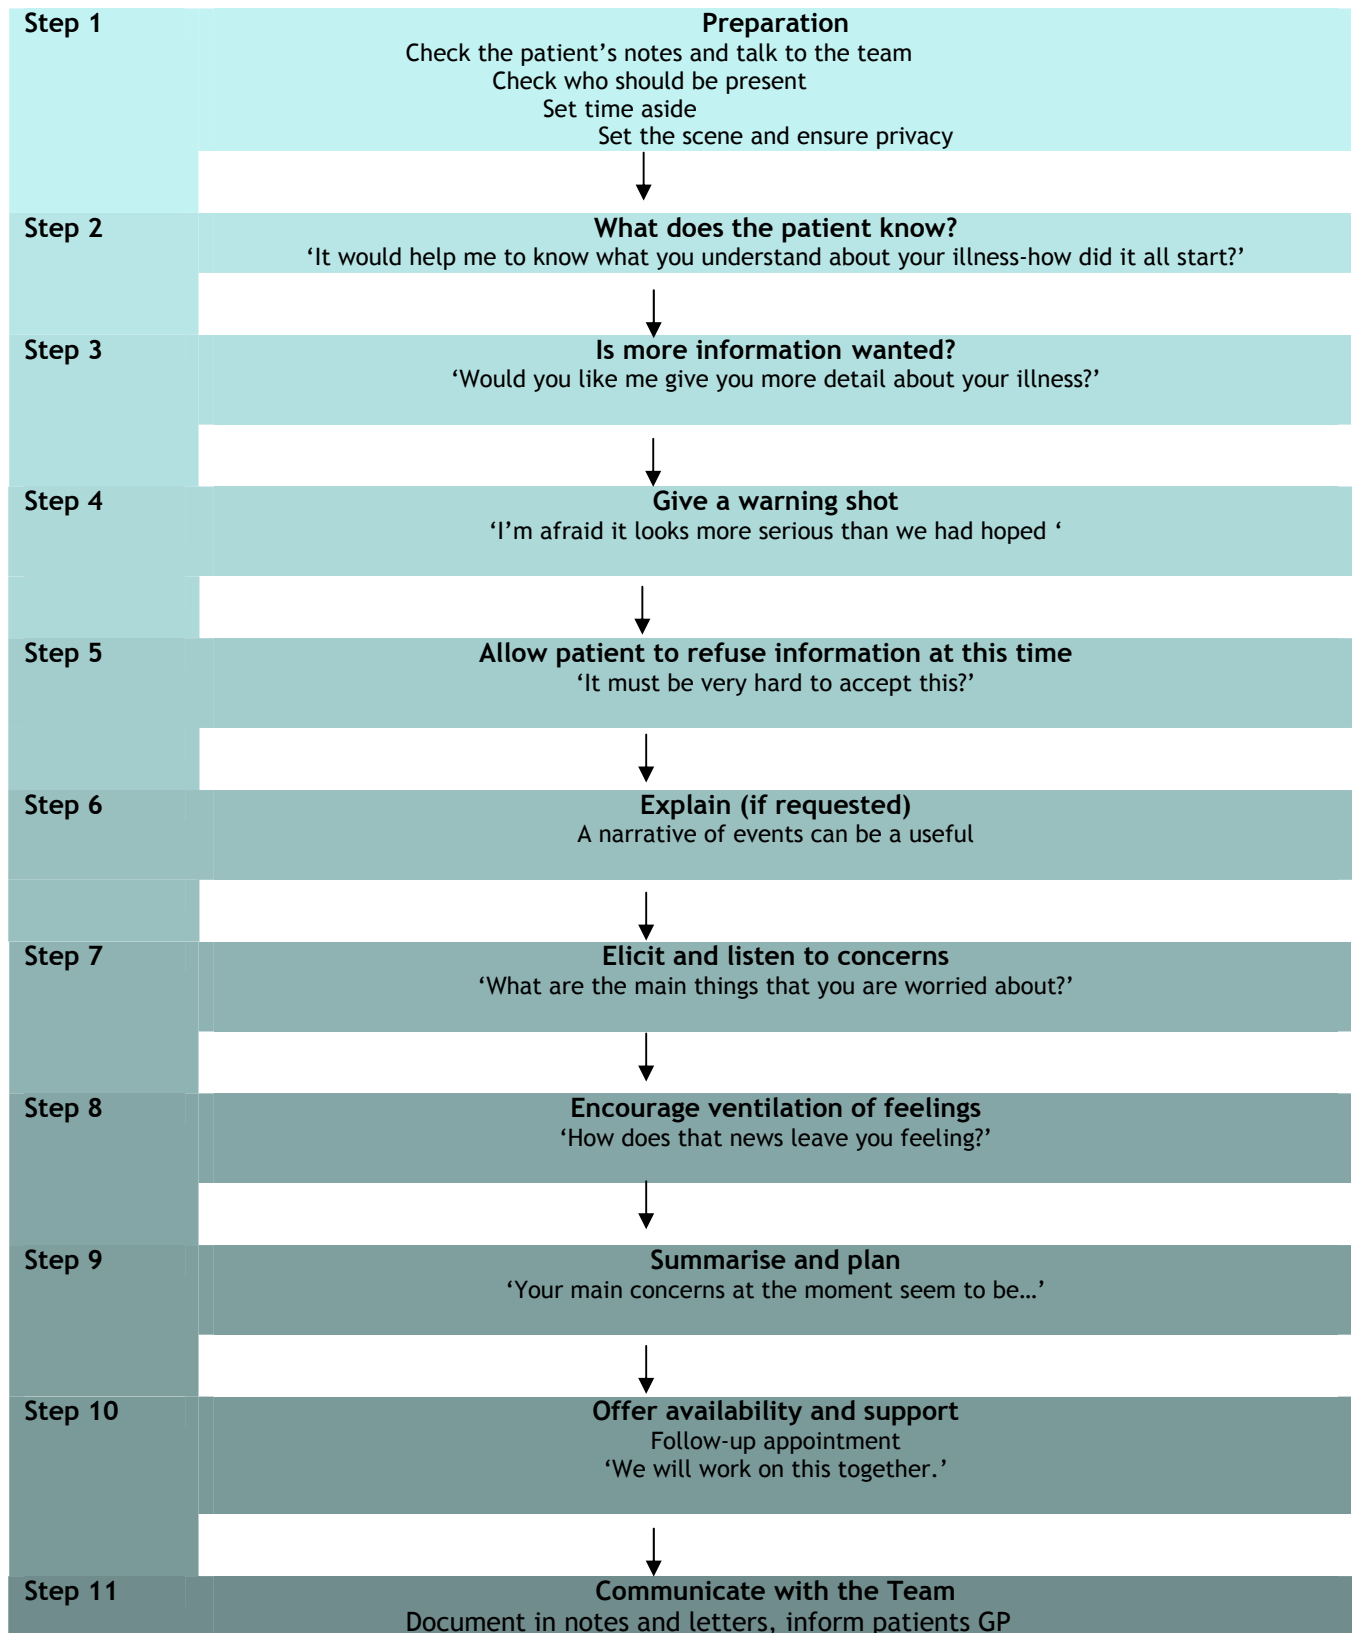 Step 1
Preparation
Check the patient’s notes and talk to the team
Check who should be present
Set time aside
Set the scene and ensure privacy
Step 2
What does the patient know?
‘It would help me to know what you understand about your illness-how did it all start?’
Step 3
Is more information wanted?
‘Would you like me give you more detail about your illness?’
Step 4
Give a warning shot
‘I’m afraid it looks more serious than we had hoped ‘
Step 5
Allow patient to refuse information at this time
‘It must be very hard to accept this?’
Step 6
Explain (if requested)
A narrative of events can be a useful
Step 7
Elicit and listen to concerns
‘What are the main things that you are worried about?’
Step 8
Encourage ventilation of feelings
‘How does that news leave you feeling?’
Step 9
Summarise and plan
‘Your main concerns at the moment seem to be…’
Step 10
Offer availability and support
Follow-up appointment
‘We will work on this together.’
Step 11
Communicate with the Team
Document in notes and letters, inform patients GP